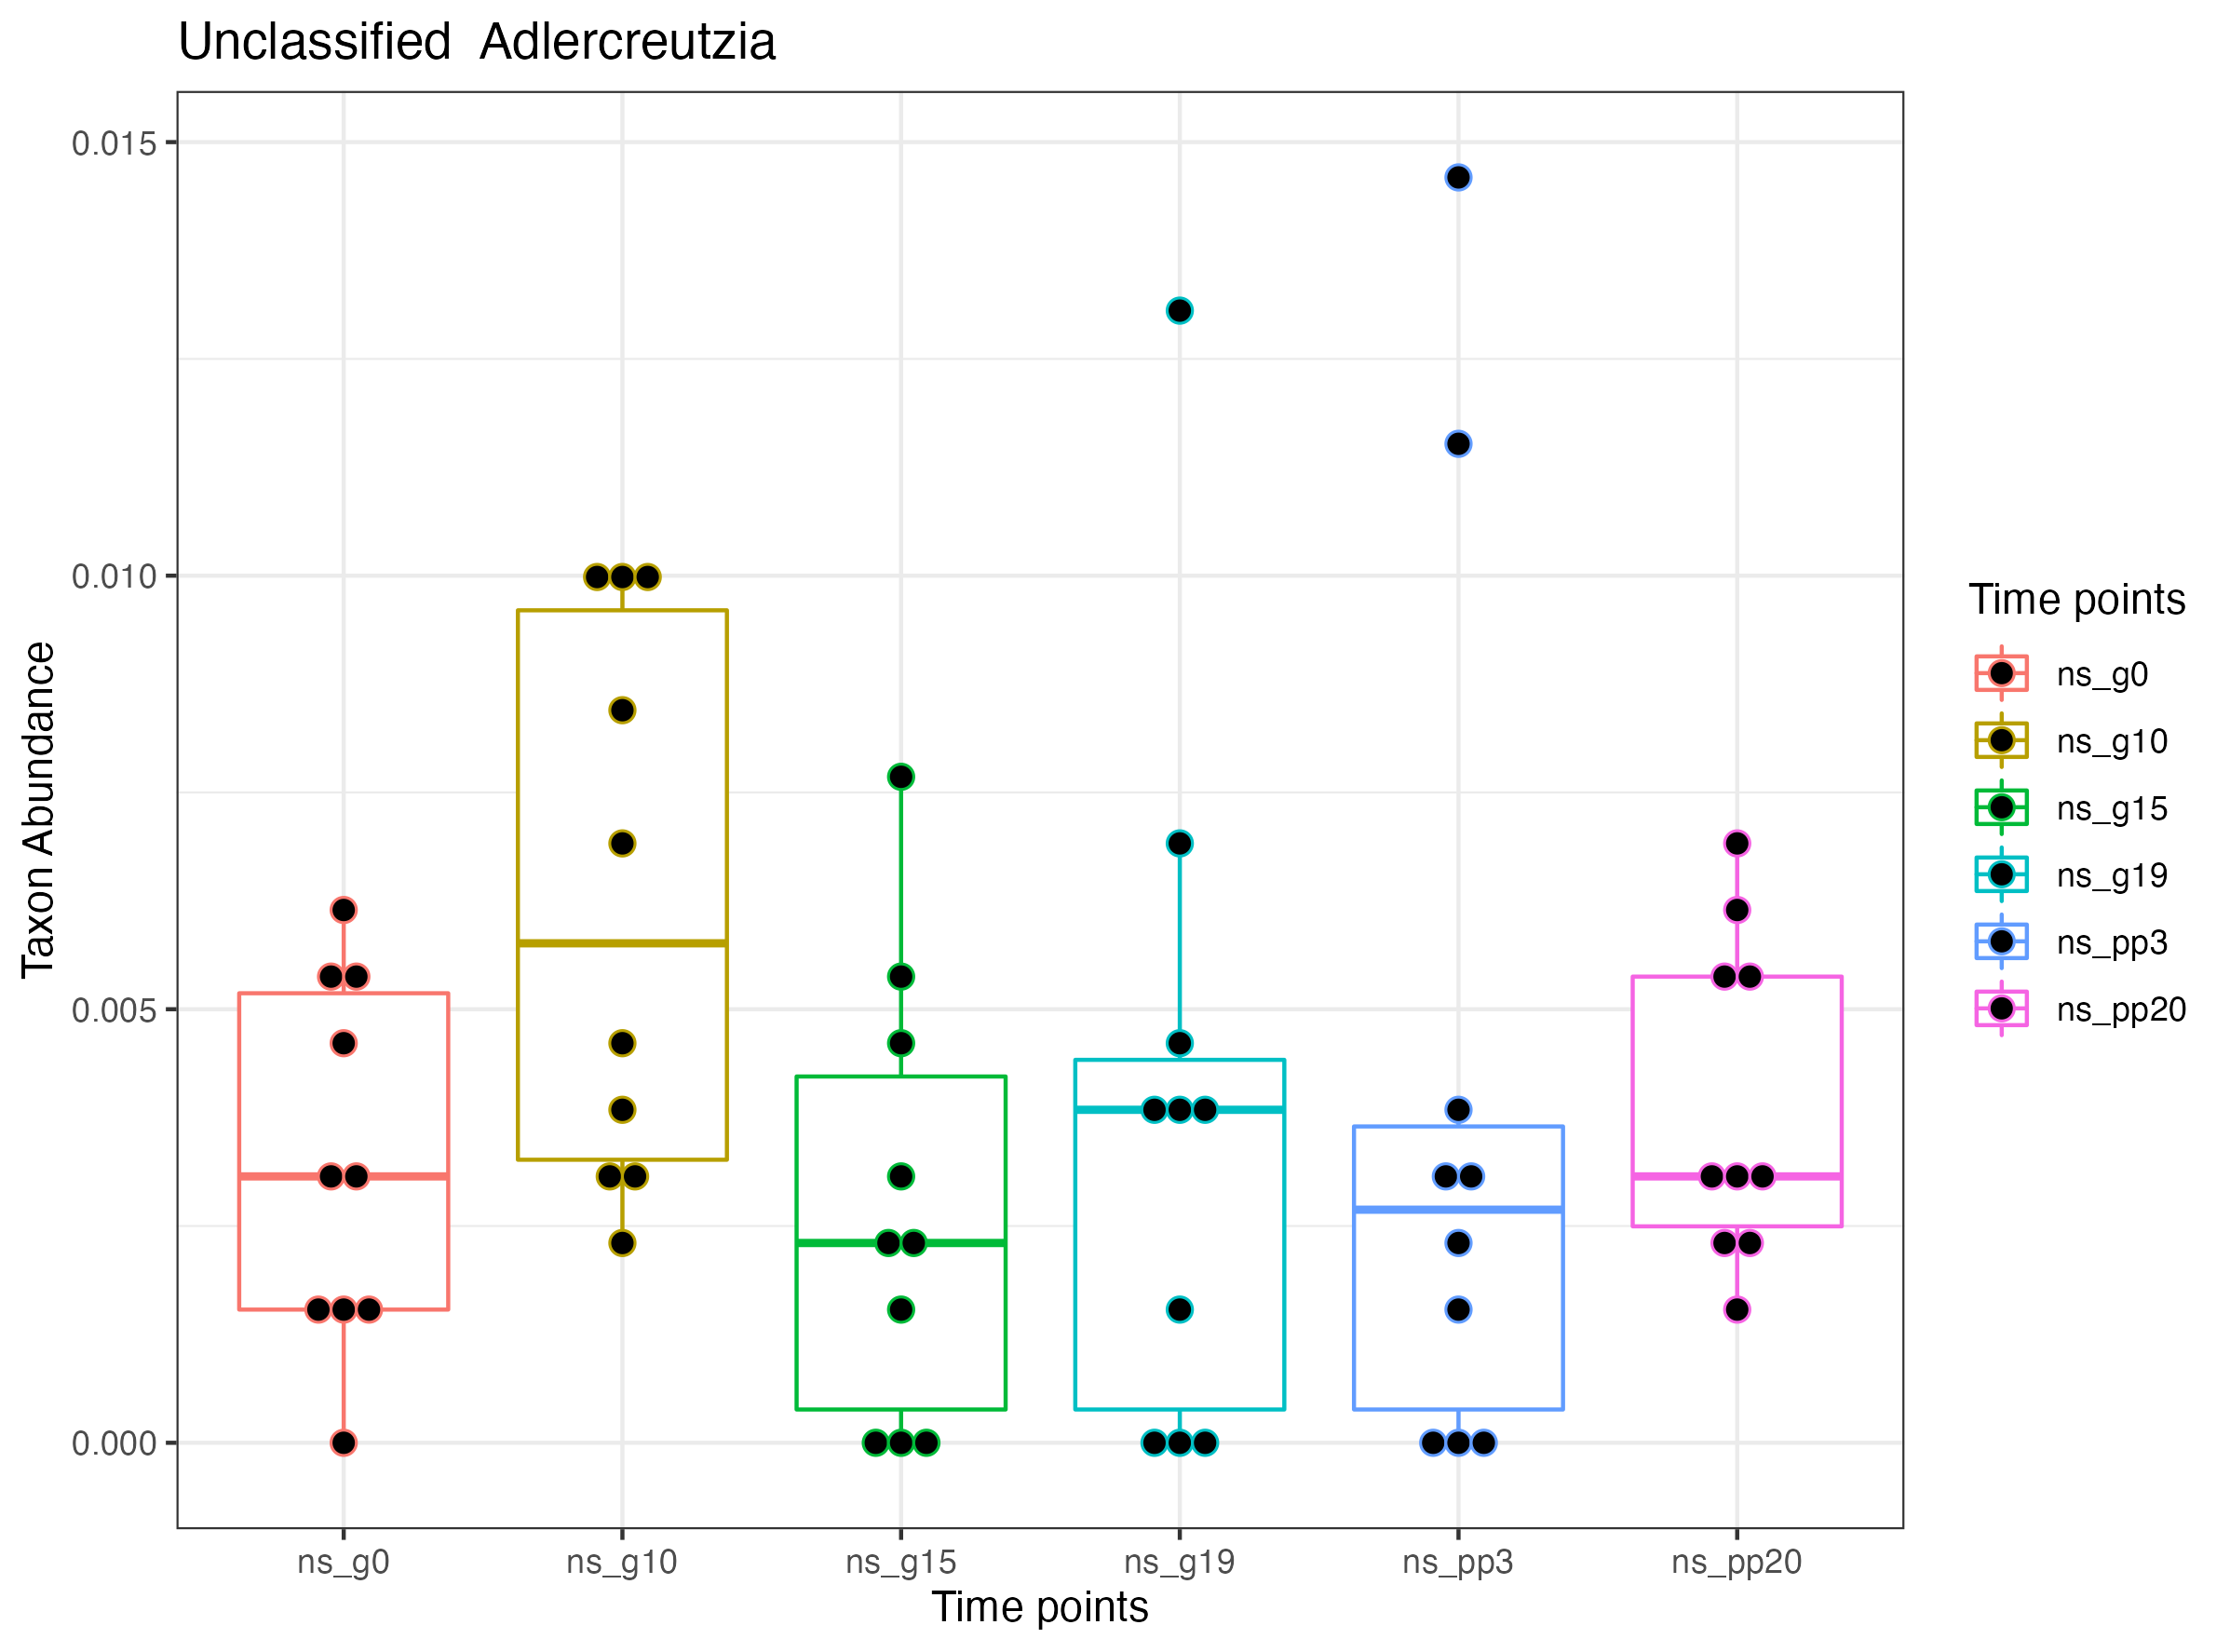 Unclassified  Adlercreutzia
Taxon Abundance
0.015
0.010
0.005
0.000
ns_g0
ns_g10
ns_g15
ns_g19
ns_pp3
ns_pp20
Time points
Time points
ns_g0
ns_g10
ns_g15
ns_g19
ns_pp3
ns_pp20